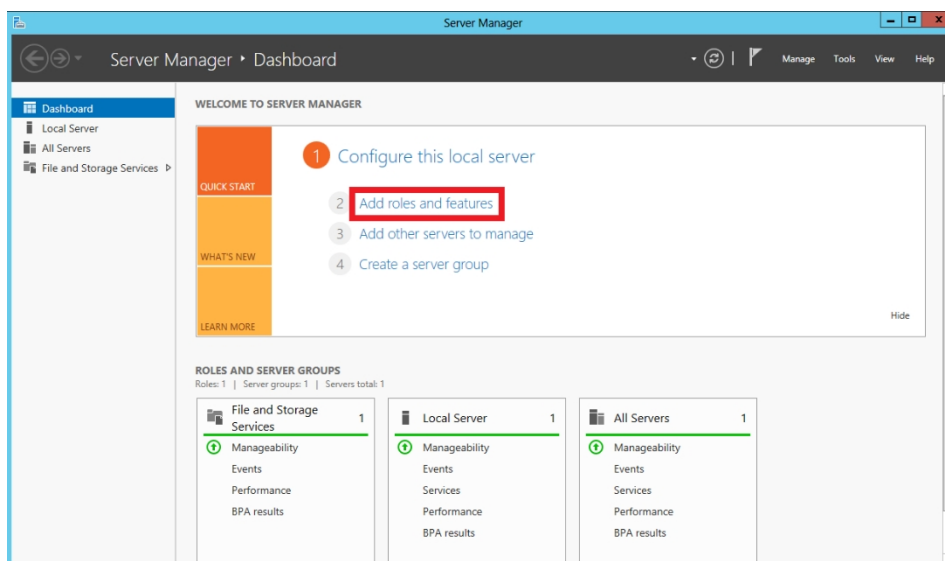 Server Manager
Server Manager ‣ Dashboard
Manage Tools View Help
Dashboard
Local Server
All Servers
File and Storage Services
WELCOME TO SERVER MANAGER
QUICK START
WHAT'S NEW
LEARN MORE
1 Configure this local server
2 Add roles and features
3 Add other servers to manage
4 Create a server group
Hide
ROLES AND SERVER GROUPS
Roles: 1 | Server groups: 1 | Servers total: 1
File and Storage
Services
1
Manageability
Events
Performance
BPA results
Local Server 1
Manageability
Events
Services
Performance
BPA results
All Servers 1
Manageability
Events
Services
Performance
BPA results